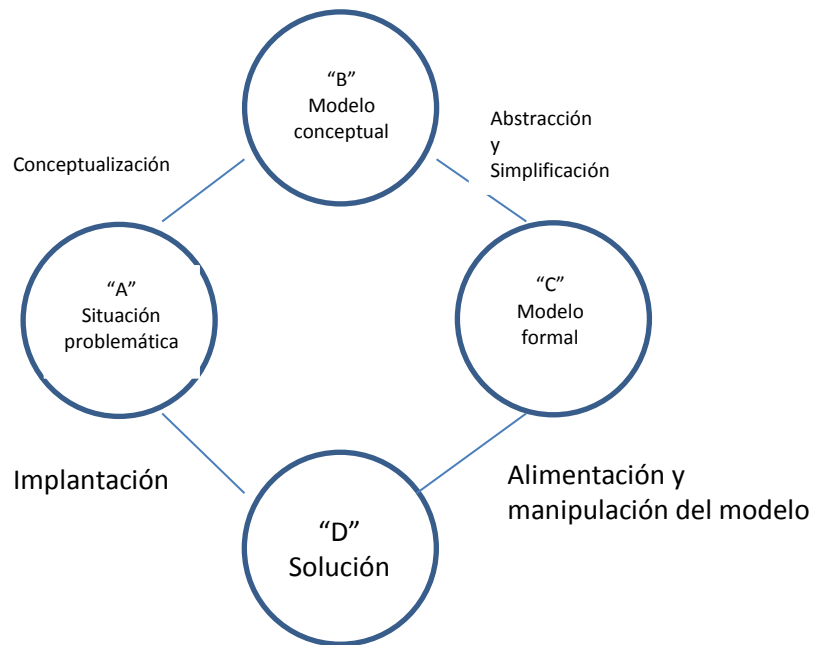 “B”
Modelo
conceptual
Abstracción
y
Simplificación
Conceptualización
“A”
Situación
problemática
“C”
Modelo
formal
Implantación
Alimentación y
manipulación del modelo
“D”
Solución